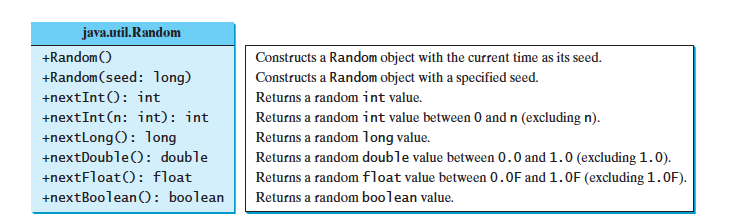 java.util.Random
+Random() Constructs a Random object with the current time as its seed.
+Random(seed: long) Constructs a Random object with a specified seed.
+nextInt(): int Returns a random int value.
+nextInt(n: int): int Returns a random int value between 0 and n (excluding n).
+nextLong(): long Returns a random long value.
+nextDouble(): double Returns a random double value between 0.0 and 1.0 (excluding 1.0).
+nextFloat(): float Returns a random float value between 0.0F and 1.0F (excluding 1.0F).
+nextBoolean(): boolean Returns a random boolean value.